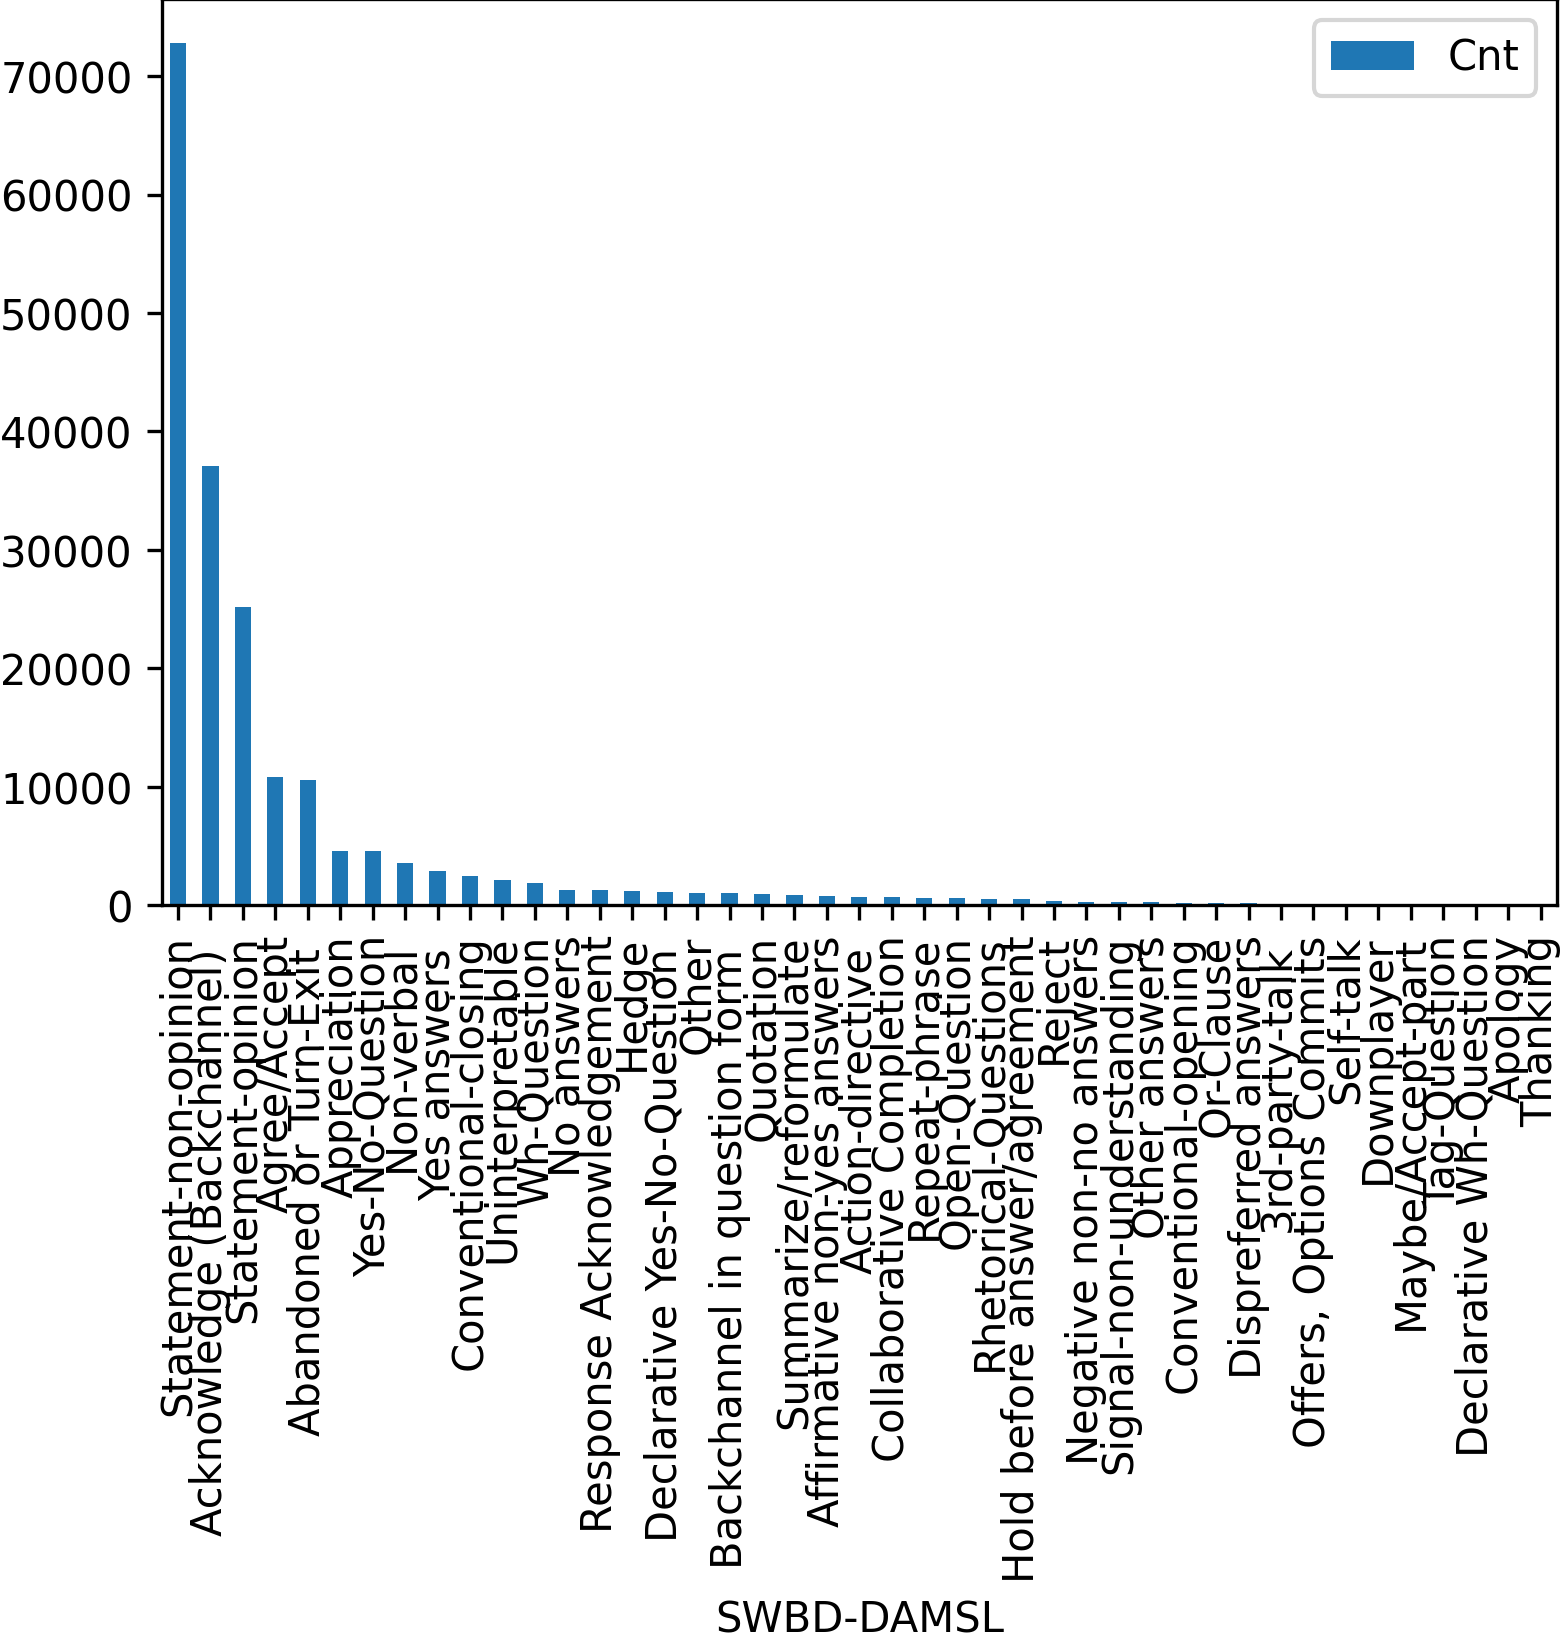 Cnt
70000
60000
50000
40000
30000
20000
10000
0
Statement-non-opinion
Acknowledge (Backchannel)
Statement-opinion
Agree/Accept
Abandoned or Turn-Exit
Appreciation
Yes-No-Question
Non-verbal
Yes answers
Conventional-closing
Uninterpretable
Wh-Question
No answers
Response Acknowledgement
Hedge
Declarative Yes-No-Question
Other
Backchannel in question form
Quotation
Summarize/reformulate
Affirmative non-yes answers
Action-directive
Collaborative Completion
Repeat-phrase
Open-Question
Rhetorical-Questions
Hold before answer/agreement
Reject
Negative non-no answers
Signal-non-understanding
Other answers
Conventional-opening
Or-Clause
Dispreferred answers
3rd-party-talk
Offers, Options Commits
Self-talk
Downplayer
Maybe/Accept-part
Tag-Question
Declarative Wh-Question
Apology
Thanking
SWBD-DAMSL